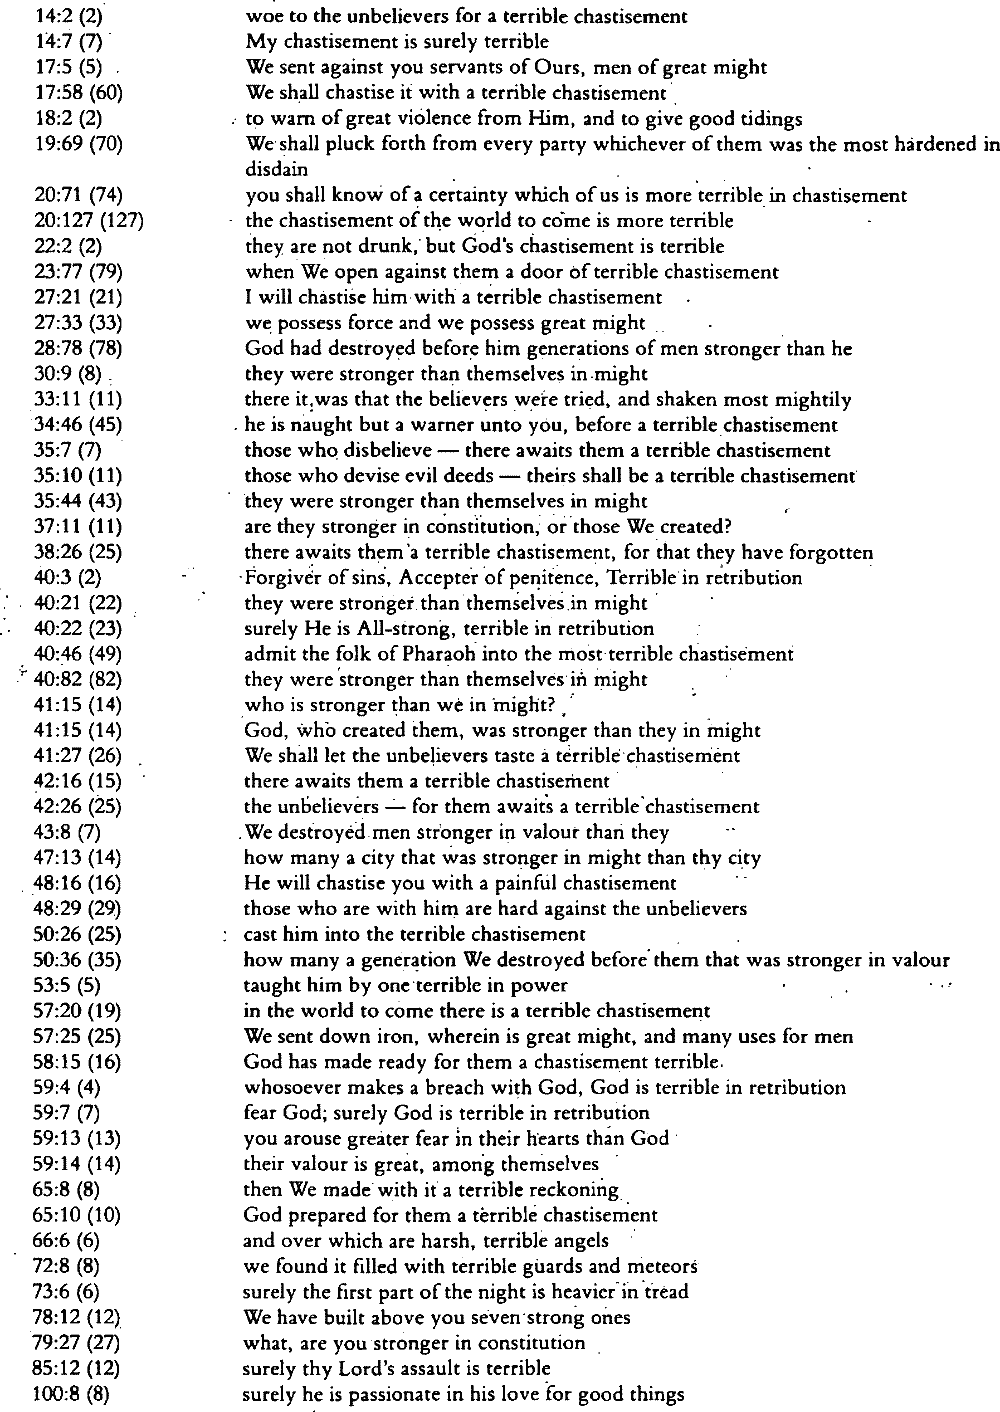 14:2 (2) woe to the unbelievers for a terrible chastisement
14:7 (7) My chastisement is surely terrible
17:5 (5) We sent against you servants of Ours, men of great might
17:58 (60) We shall chastise it with a terrible chastisement
18:2 (2) to warn of great violence from Him, and to give good tidings
19:69 (70) We shall pluck forth from every party whichever of them was the most hardened in
disdain
20:71 (74) you shall know of a certainty which of us is more terrible in chastisement
20:127 (127) the chastisement of the world to come is more terrible
22:2 (2) they are not drunk, but God's chastisement is terrible
23:77 (79) when We open against them a door of terrible chastisement
27:21 (21) I will chastise him with a terrible chastisement
27:33 (33) we possess force and we possess great might
28:78 (78) God had destroyed before him generations of men stronger than he
30:9 (8) they were stronger than themselves in might
33:11 (11) there it was that the believers were tried, and shaken most mightily
34:46 (45) he is naught but a warner unto you, before a terrible chastisement
35:7 (7) those who disbelieve — there awaits them a terrible chastisement
35:10 (11) those who devise evil deeds — theirs shall be a terrible chastisement
35:44 (43) they were stronger than themselves in might
37:11 (11) are they stronger in constitution, or those We created?
38:26 (25) there awaits them a terrible chastisement, for that they have forgotten
40:3 (2) Forgiver of sins, Accepter of penitence, Terrible in retribution
40:21 (22) they were stronger than themselves in might
40:22 (23) surely He is All-strong, terrible in retribution
40:46 (49) admit the folk of Pharaoh into the most terrible chastisement
40:82 (82) they were stronger than themselves in might
41:15 (14) who is stronger than we in might?
41:15 (14) God, who created them, was stronger than they in might
41:27 (26) We shall let the unbelievers taste a terrible chastisement
42:16 (15) there awaits them a terrible chastisement
42:26 (25) the unbelievers — for them awaits a terrible chastisement
43:8 (7) We destroyed men stronger in valour than they
47:13 (14) how many a city that was stronger in might than thy city
48:16 (16) He will chastise you with a painful chastisement
48:29 (29) those who are with him are hard against the unbelievers
50:26 (25) cast him into the terrible chastisement
50:36 (35) how many a generation We destroyed before them that was stronger in valour
53:5 (5) taught him by one terrible in power
57:20 (19) in the world to come there is a terrible chastisement
57:25 (25) We sent down iron, wherein is great might, and many uses for men
58:15 (16) God has made ready for them a chastisement terrible.
59:4 (4) whosoever makes a breach with God, God is terrible in retribution
59:7 (7) fear God; surely God is terrible in retribution
59:13 (13) you arouse greater fear in their hearts than God
59:14 (14) their valour is great, among themselves
65:8 (8) then We made with it a terrible reckoning
65:10 (10) God prepared for them a terrible chastisement
66:6 (6) and over which are harsh, terrible angels
72:8 (8) we found it filled with terrible guards and meteors
73:6 (6) surely the first part of the night is heavier in tread
78:12 (12) We have built above you seven strong ones
79:27 (27) what, are you stronger in constitution
85:12 (12) surely thy Lord's assault is terrible
100:8 (8) surely he is passionate in his love for good things